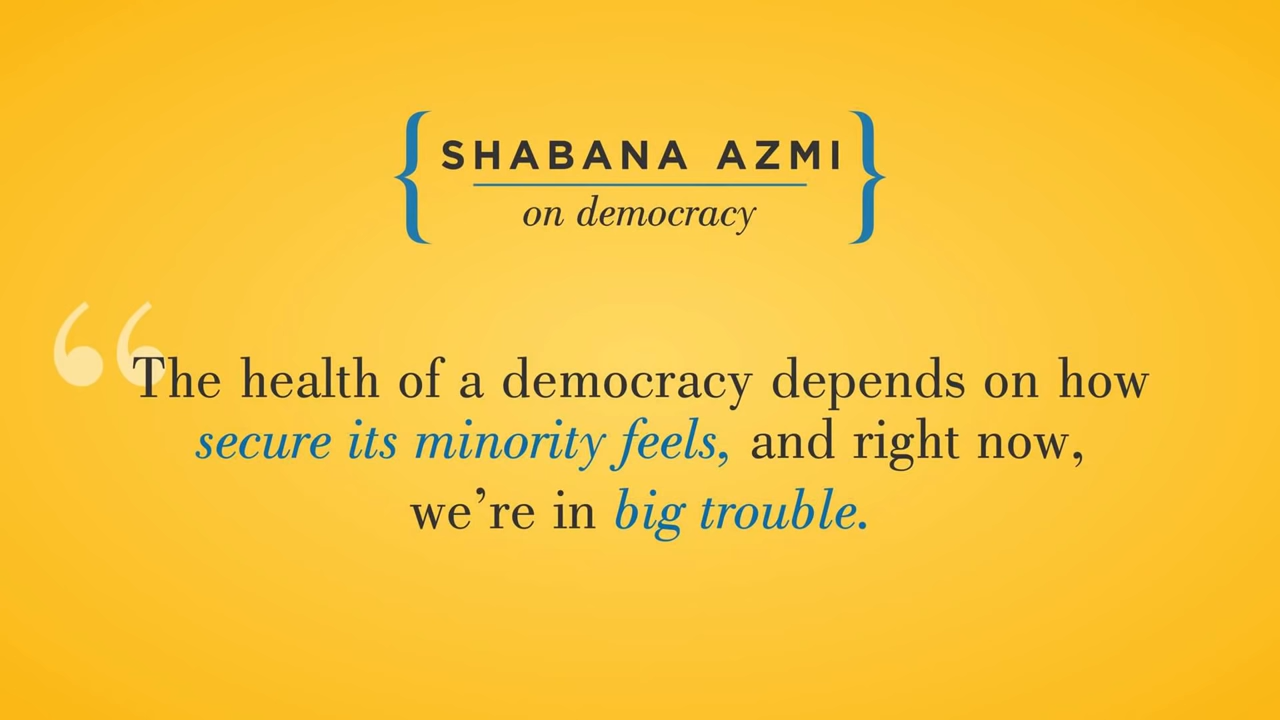 SHABANA AZMI
on democracy
“The health of a democracy depends on how
secure its minority feels, and right now,
we’re in big trouble.